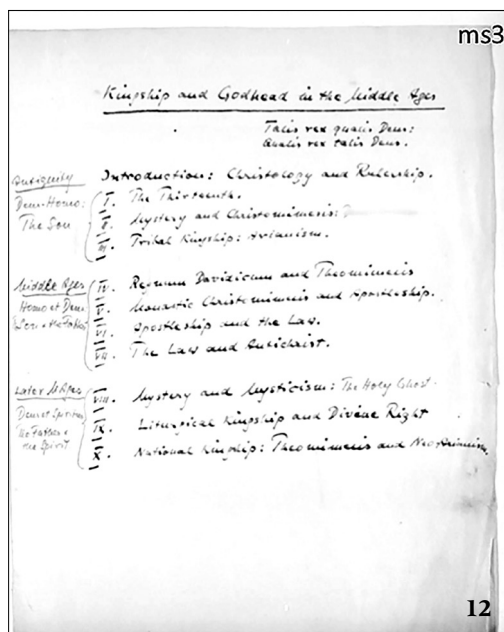 ms3
Kingship and Godhead in the Middle Ages
Talis rex qualis Deus:
Qualis rex talis Deus.
Introduction: Christology and Rulership.
Antiquity
Deus-Homo:
The Son
I. The Thirteenth.
II. Mystery and Christomimesis:
III. Tribal Kingship: Arianism.
Middle Ages
Homo et Deus
Son + the Father
IV. Regnum Davidicum and Theomimesis
V. Monastic Christomimesis and Apostleship.
VI. Apostleship and the Law.
VII. The Law and Antichrist.
Later M.Ages
Deus et Spiritus
the Father +
the Spirit
VIII. Mystery and Mysticism: The Holy Ghost.
IX. Liturgical Kingship and Divine Right
X. National Kingship: Theomimesis and
12